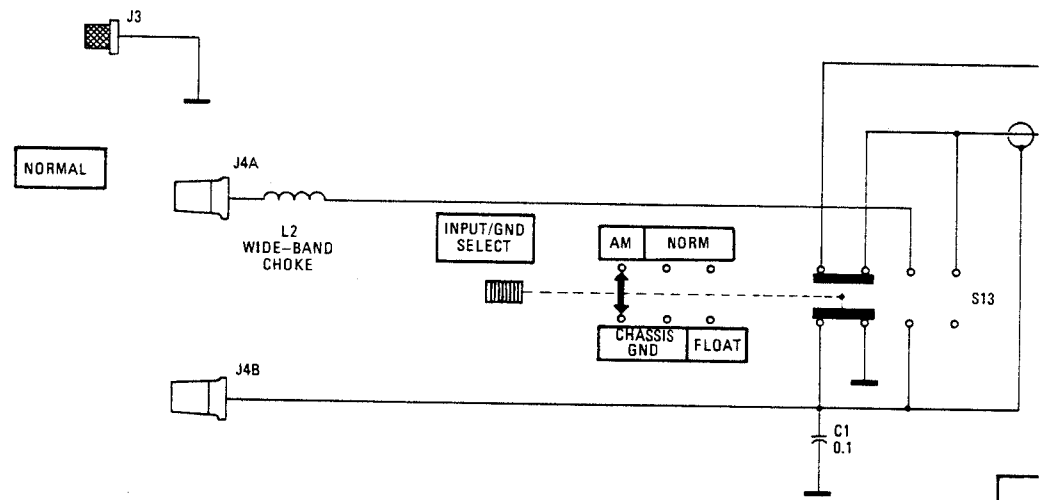 J3
NORMAL
J4A
L2
WIDE-BAND
CHOKE
INPUT/GND
SELECT
AM
NORM
S13
CHASSIS
GND
FLOAT
J4B
C1
0.1